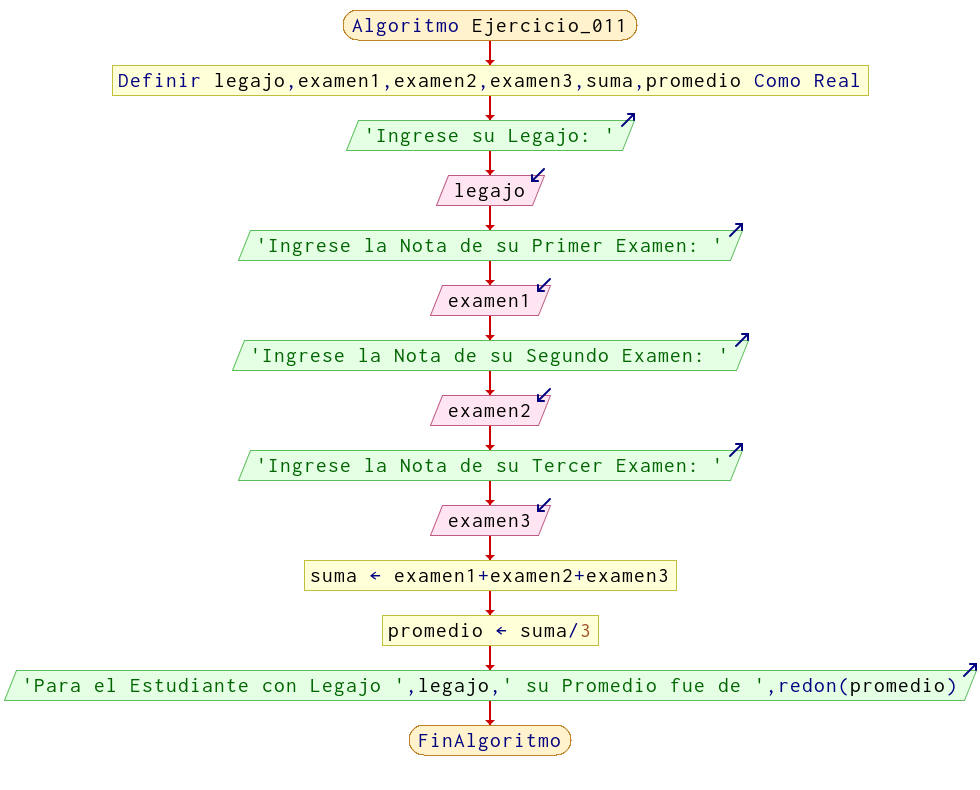 Algoritmo Ejercicio_011
Definir legajo,examen1,examen2,examen3,suma,promedio Como Real
'Ingrese su Legajo: '
legajo
'Ingrese la Nota de su Primer Examen: '
examen1
'Ingrese la Nota de su Segundo Examen: '
examen2
'Ingrese la Nota de su Tercer Examen: '
examen3
suma ← examen1+examen2+examen3
promedio ← suma/3
'Para el Estudiante con Legajo ',legajo,' su Promedio fue de ',redon(promedio)
FinAlgoritmo